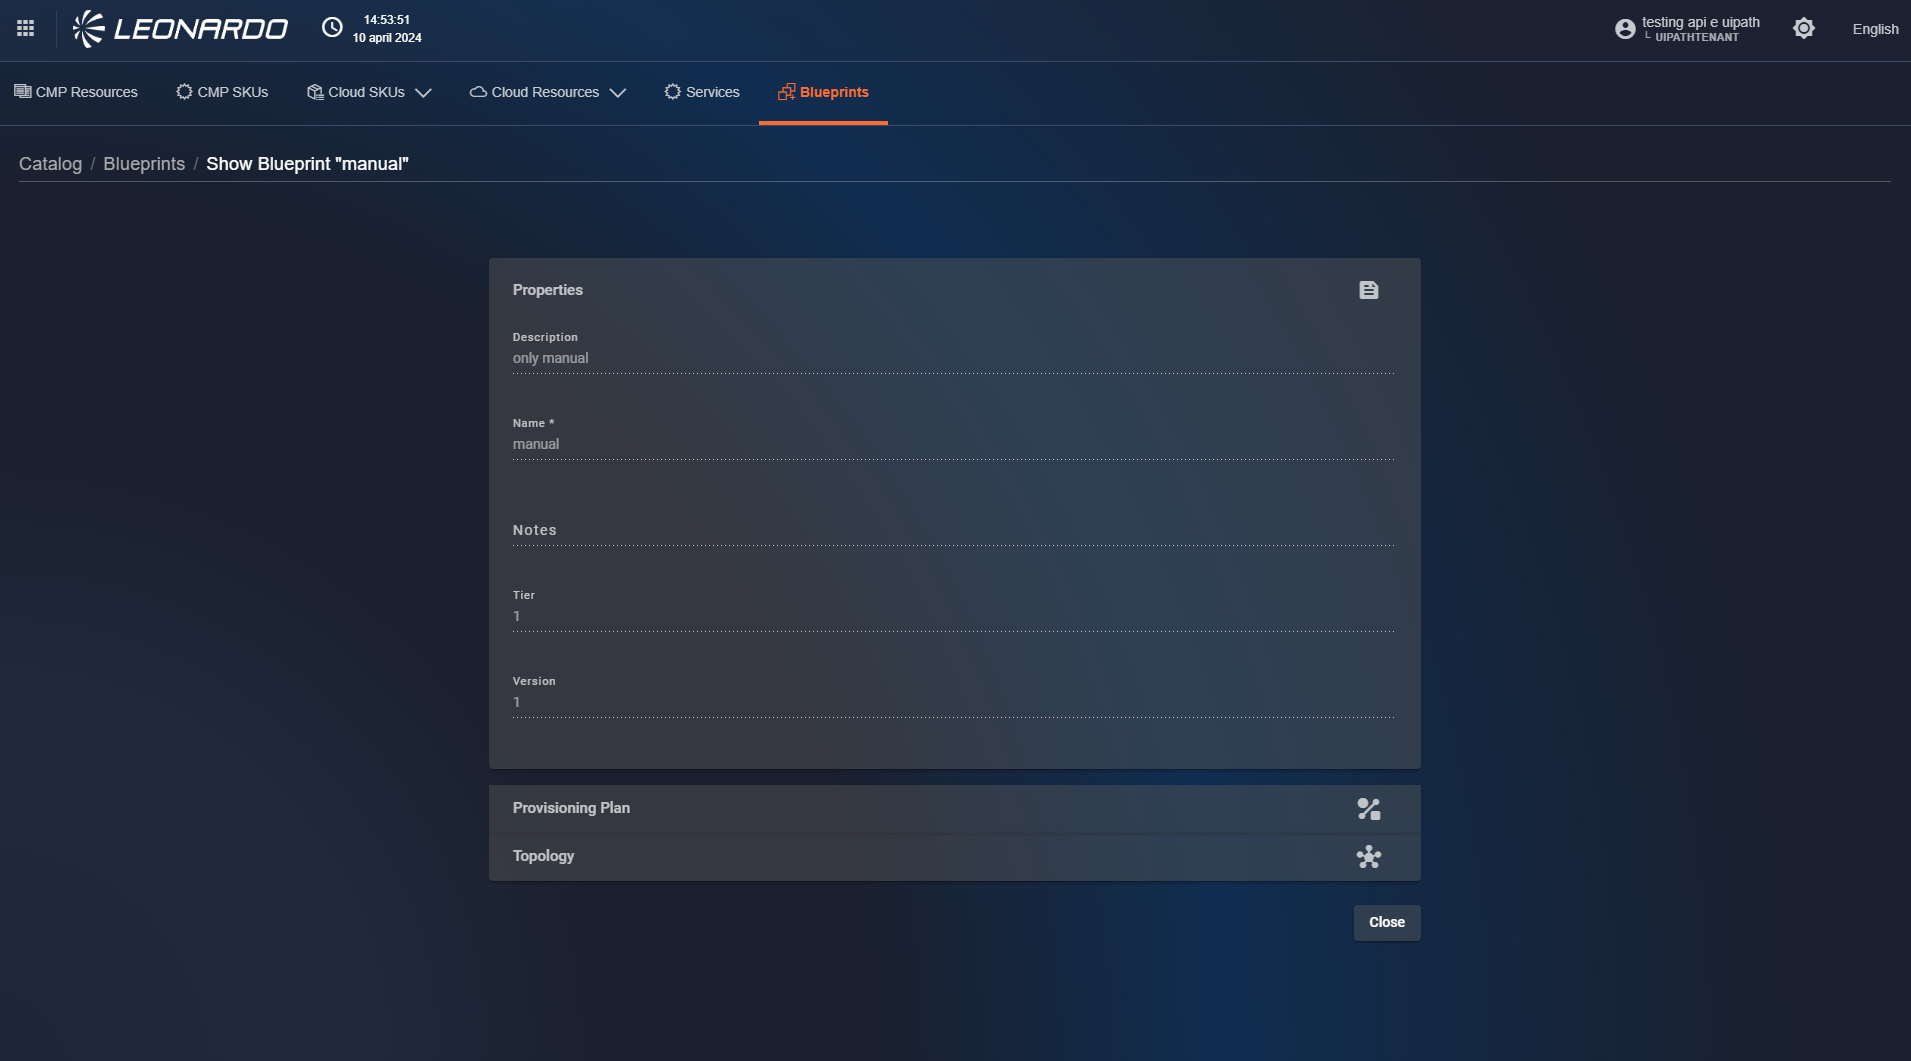 LEONARDO
14:53:51
10 april 2024
testing api e uipath
└ UIPATHTENANT
English
CMP Resources
CMP SKUs
Cloud SKUs
Cloud Resources
Services
Blueprints
Catalog / Blueprints / Show Blueprint "manual"
Properties
Description
only manual
Name *
manual
Notes
Tier
1
Version
1
Provisioning Plan
Topology
Close